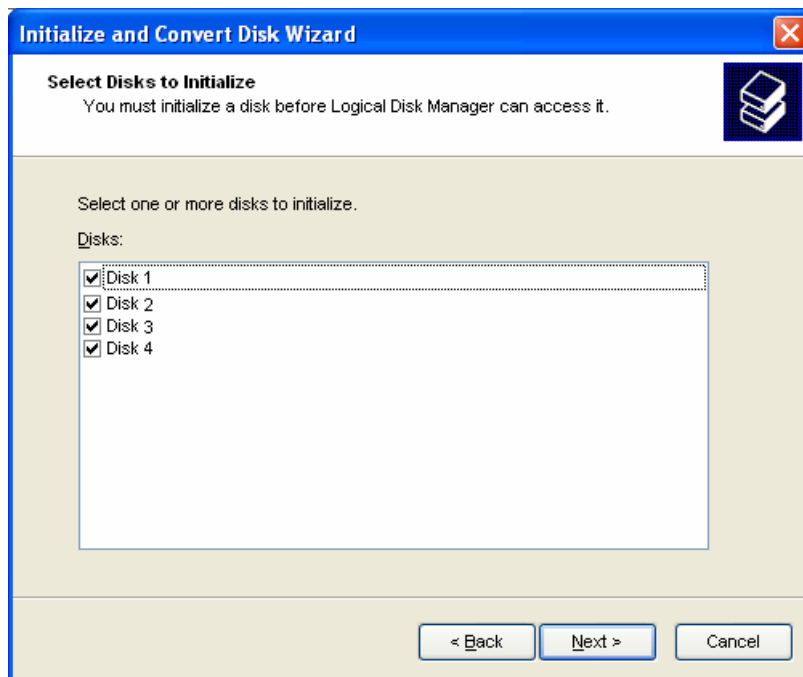 Initialize and Convert Disk Wizard
Select Disks to Initialize
You must initialize a disk before Logical Disk Manager can access it.
Select one or more disks to initialize.
Disks:
Disk 1
Disk 2
Disk 3
Disk 4
< Back Next > Cancel